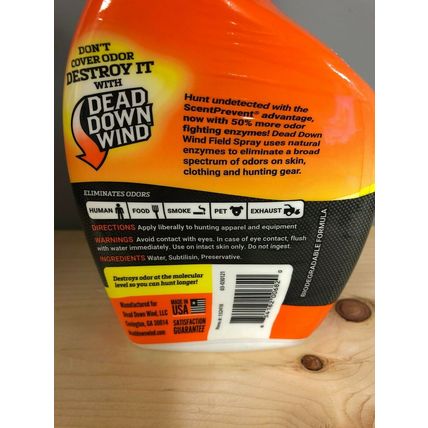 DON'T
COVER ODOR
DESTROY IT
WITH
DEAD
DOWN
WIND
Hunt undetected with the
ScentPrevent® advantage,
now with 50% more odor
fighting enzymes! Dead Down
Wind Field Spray uses natural
enzymes to eliminate a broad
spectrum of odors on skin,
clothing and hunting gear.
ELIMINATES ODORS
HUMAN FOOD SMOKE PET EXHAUST
DIRECTIONS Apply liberally to hunting apparel and equipment
WARNINGS Avoid contact with eyes. In case of eye contact, flush
with water immediately. Use on intact skin only. Do not ingest.
INGREDIENTS Water, Subtilisin, Preservative.
BIODEGRADABLE FORMULA
Destroys odor at the molecular
level so you can hunt longer!
Manufactured for
Dead Down Wind, LLC
Covington, GA 30014
MADE IN
USA
SATISFACTION
GUARANTEE